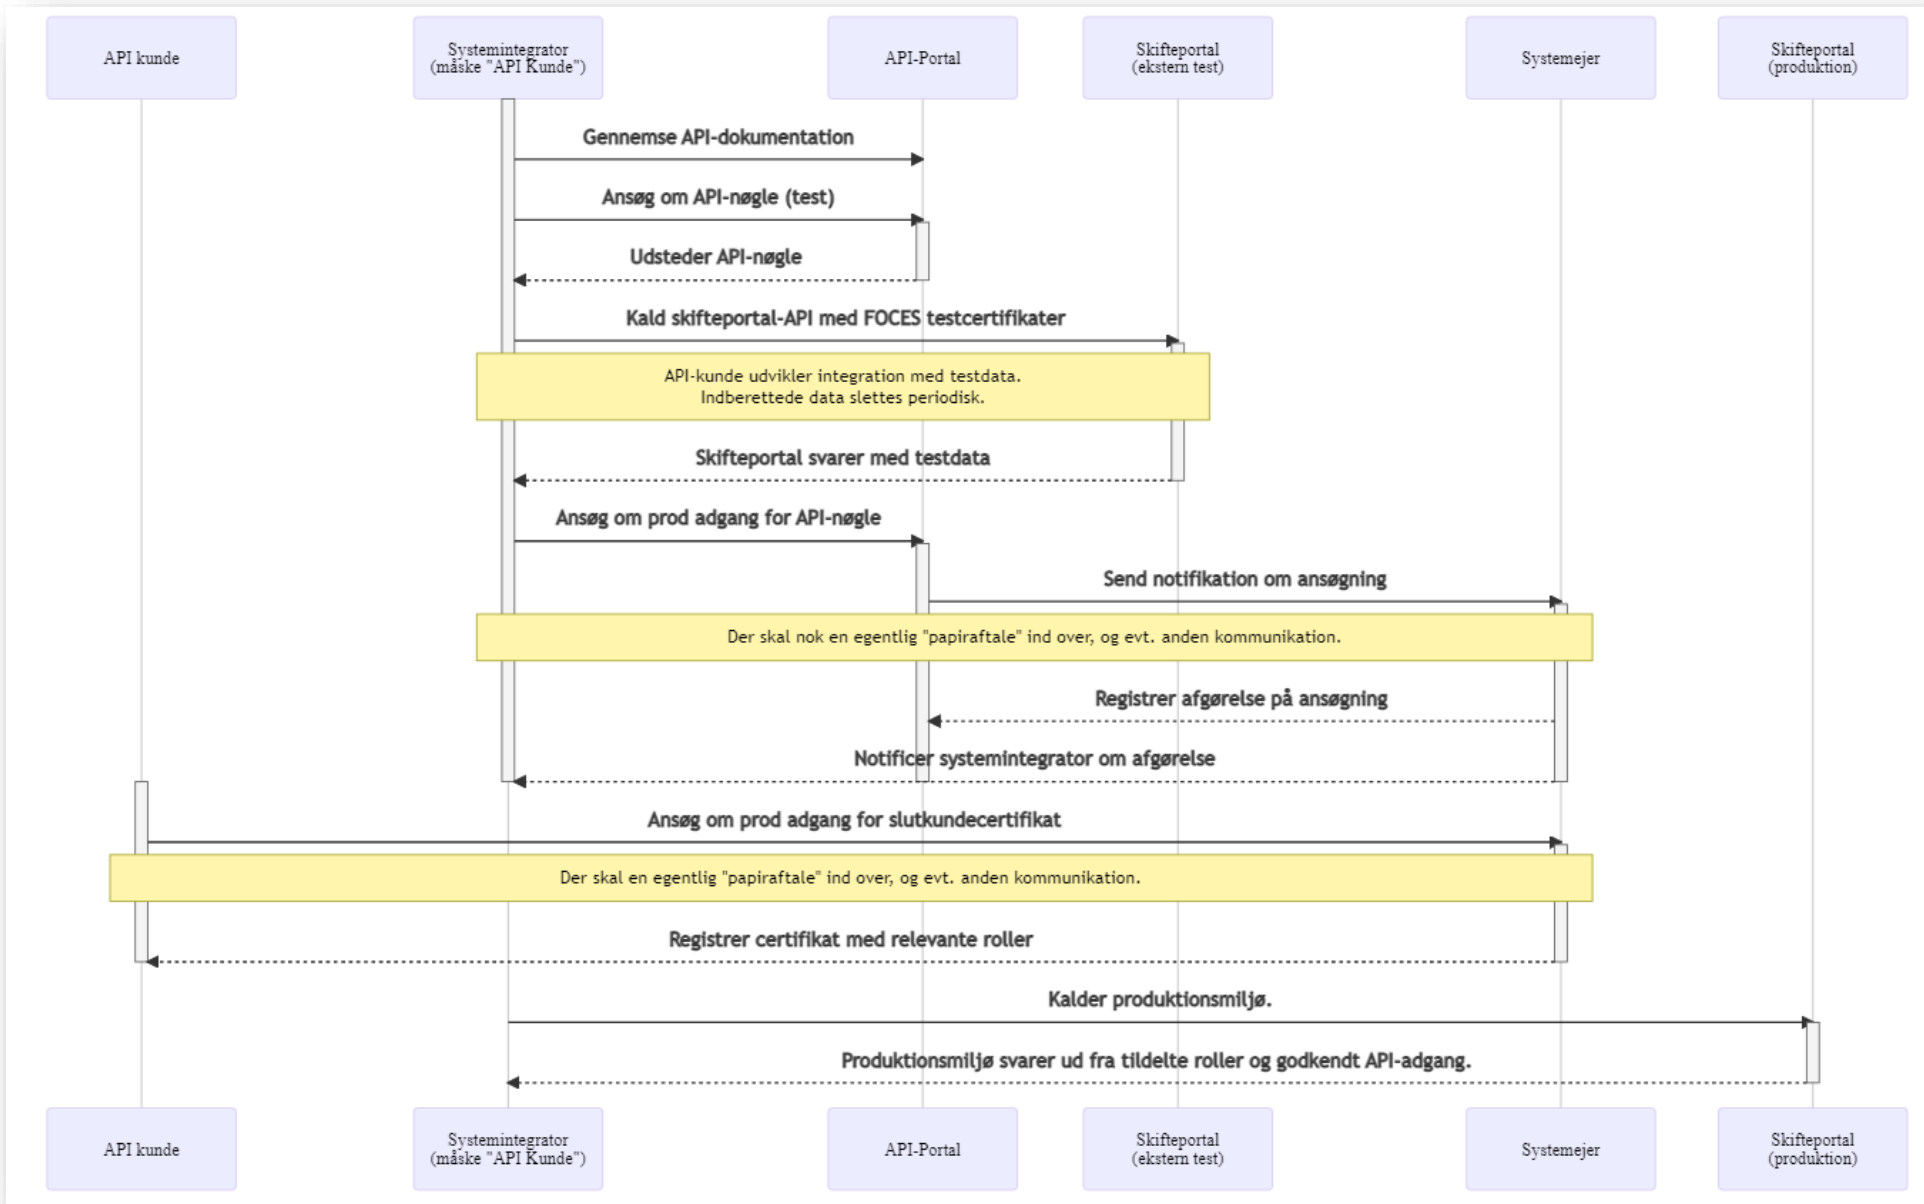 API kunde
Systemintegrator
(måske "API Kunde")
API-Portal
Skifteportal
(ekstern test)
Systemejer
Skifteportal
(produktion)
Gennemse API-dokumentation
Ansøg om API-nøgle (test)
Udsteder API-nøgle
Kald skifteportal-API med FOCES testcertifikater
API-kunde udvikler integration med testdata.
Indberettede data slettes periodisk.
Skifteportal svarer med testdata
Ansøg om prod adgang for API-nøgle
Send notifikation om ansøgning
Der skal nok en egentlig "papiraftale" ind over, og evt. anden kommunikation.
Registrer afgørelse på ansøgning
Notificer systemintegrator om afgørelse
Ansøg om prod adgang for slutkundecertifikat
Der skal en egentlig "papiraftale" ind over, og evt. anden kommunikation.
Registrer certifikat med relevante roller
Kalder produktionsmiljø.
Produktionsmiljø svarer ud fra tildelte roller og godkendt API-adgang.
API kunde
Systemintegrator
(måske "API Kunde")
API-Portal
Skifteportal
(ekstern test)
Systemejer
Skifteportal
(produktion)